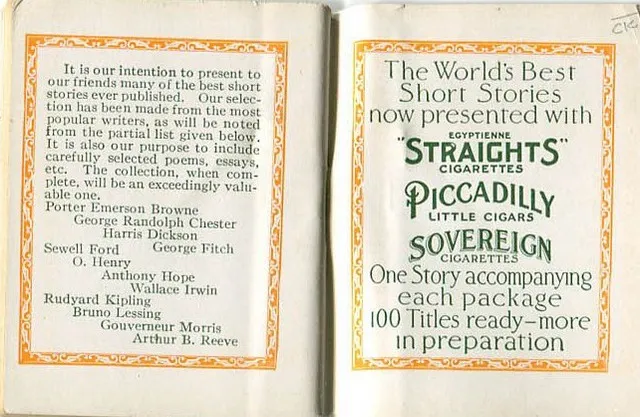 It is our intention to present to
our friends many of the best short
stories ever published. Our selec-
tion has been made from the most
popular writers, as will be noted
from the partial list given below.
It is also our purpose to include
carefully selected poems, essays,
etc. The collection, when com-
plete, will be an exceedingly valu-
able one.
Porter Emerson Browne
George Randolph Chester
Harris Dickson
Sewell Ford George Fitch
O. Henry
Anthony Hope
Wallace Irwin
Rudyard Kipling
Bruno Lessing
Gouverneur Morris
Arthur B. Reeve
The World's Best
Short Stories
now presented with
EGYPTIENNE
"STRAIGHTS"
CIGARETTES
PICCADILLY
LITTLE CIGARS
SOVEREIGN
CIGARETTES
One Story accompanying
each package
100 Titles ready-more
in preparation